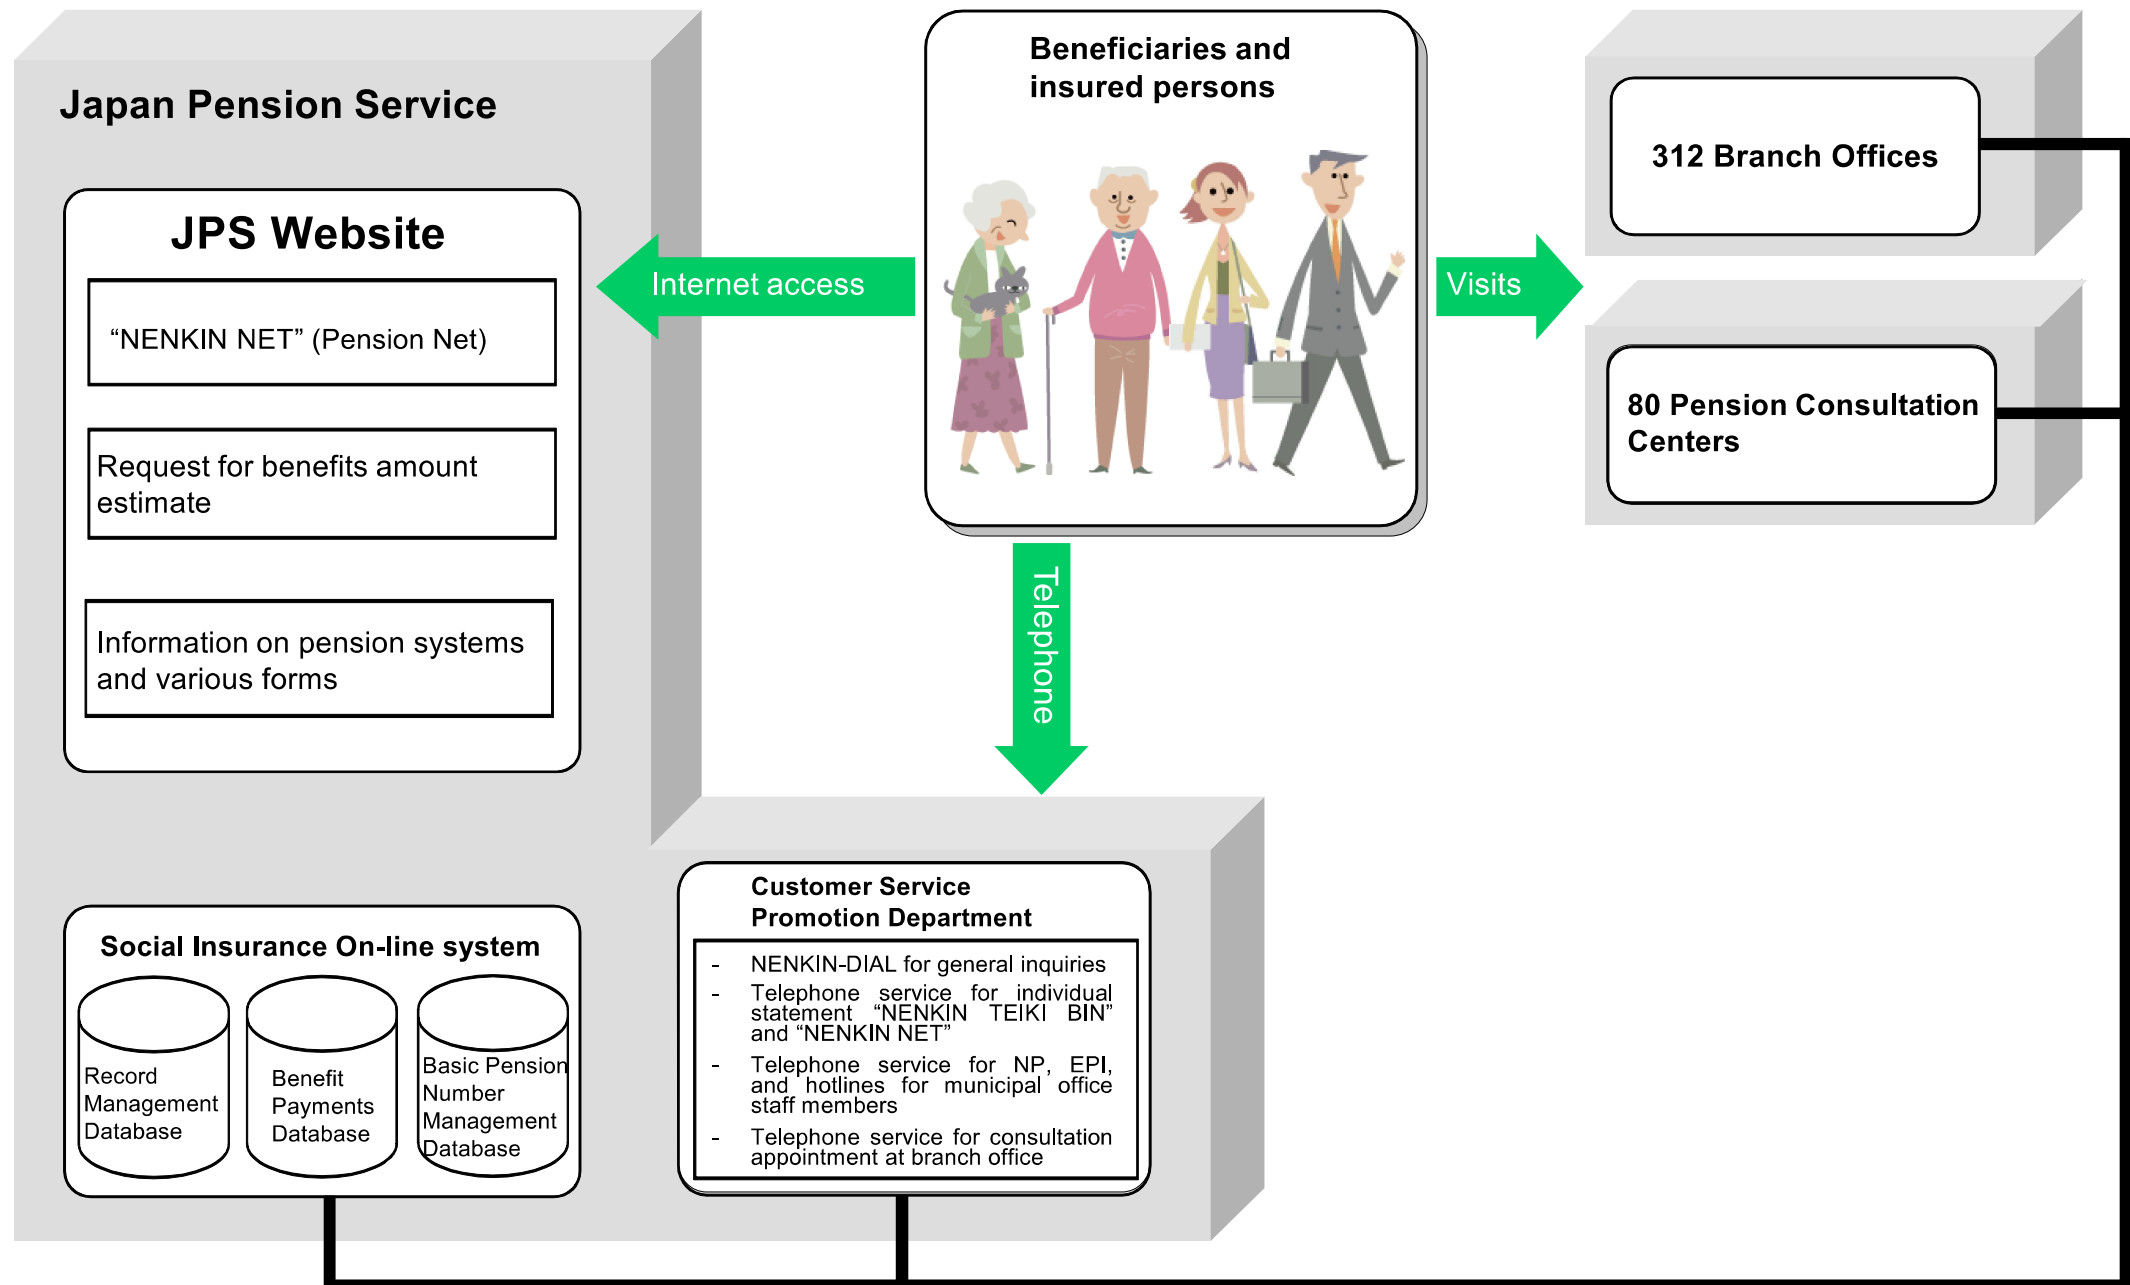 Japan Pension Service
JPS Website
“NENKIN NET” (Pension Net)
Request for benefits amount
estimate
Information on pension systems
and various forms
Internet access
Beneficiaries and
insured persons
Visits
312 Branch Offices
80 Pension Consultation
Centers
Telephone
Social Insurance On-line system
Record
Management
Database
Benefit
Payments
Database
Basic Pension
Number
Management
Database
Customer Service
Promotion Department
- NENKIN-DIAL for general inquiries
- Telephone service for individual
statement “NENKIN TEIKI BIN”
and “NENKIN NET”
- Telephone service for NP, EPI,
and hotlines for municipal office
staff members
- Telephone service for consultation
appointment at branch office